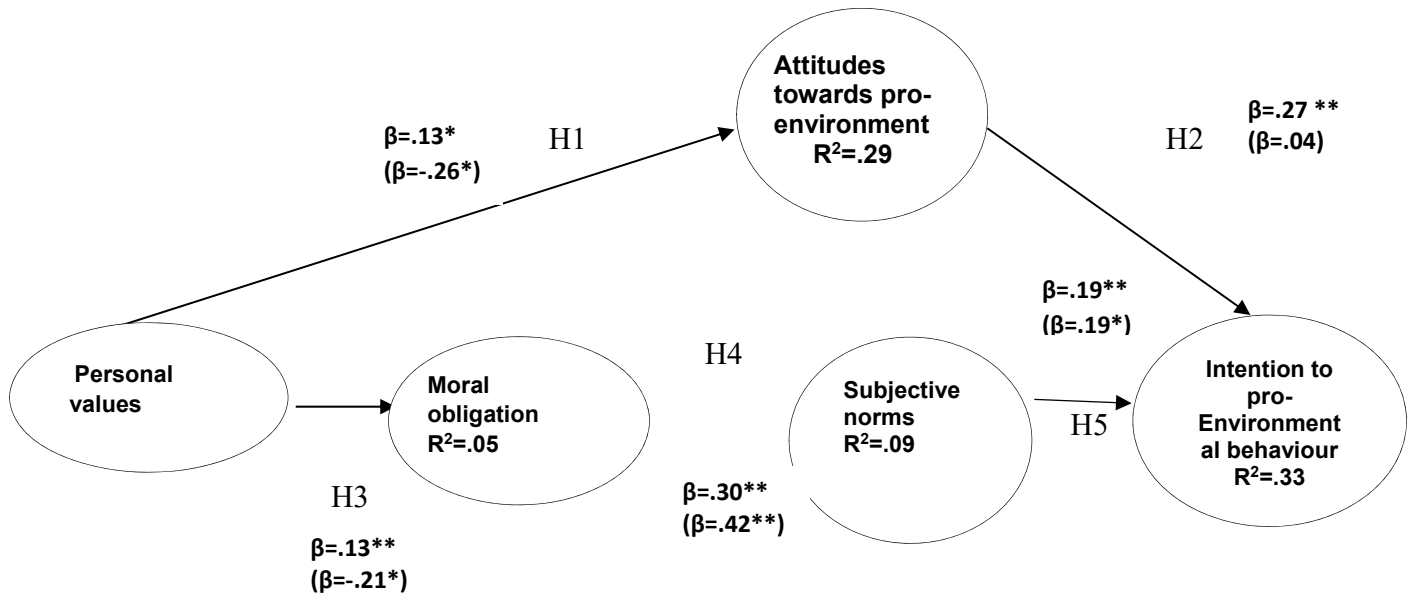 Attitudes
towards pro-
environment
R²=.29
β=.13*
(β=-.26*)
H1
H2
β=.27 **
(β=.04)
β=.19**
(β=.19*)
Personal
values
Moral
obligation
R²=.05
H4
Subjective
norms
R²=.09
H5
Intention to
pro-
Environment
al behaviour
R²=.33
H3
β=.13**
(β=-.21*)
β=.30**
(β=.42**)